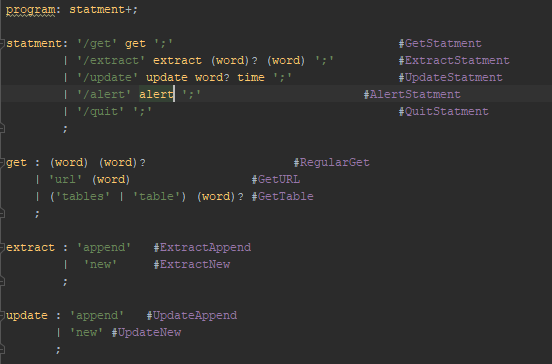 program: statment+;
statment: '/get' get ';' #GetStatment
| '/extract' extract (word)? (word) ';' #ExtractStatment
| '/update' update word? time ';' #UpdateStatment
| '/alert' alert ';' #AlertStatment
| '/quit' ';' #QuitStatment
;
get : (word) (word)? #RegularGet
| 'url' (word) #GetURL
| ('tables' | 'table') (word)? #GetTable
;
extract : 'append' #ExtractAppend
| 'new' #ExtractNew
;
update : 'append' #UpdateAppend
| 'new' #UpdateNew
;